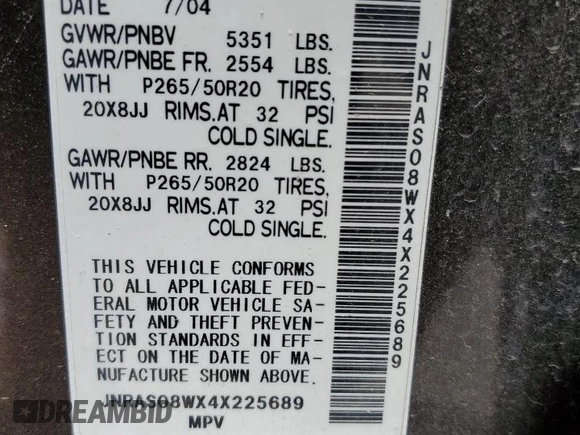 DATE 7/04
GVWR/PNBV 5351 LBS.
GAWR/PNBE FR. 2554 LBS.
WITH P265/50R20 TIRES,
20X8JJ RIMS.AT 32 PSI
COLD SINGLE.
GAWR/PNBE RR. 2824 LBS.
WITH P265/50R20 TIRES,
20X8JJ RIMS.AT 32 PSI
COLD SINGLE.
THIS VEHICLE CONFORMS
TO ALL APPLICABLE FED-
ERAL MOTOR VEHICLE SA-
FETY AND THEFT PREVEN-
TION STANDARDS IN EFF-
ECT ON THE DATE OF MA-
NUFACTURE SHOWN ABOVE.
JNRAS08WX4X225689
MPV
JNRAS08WX4X225689
DREAMBID